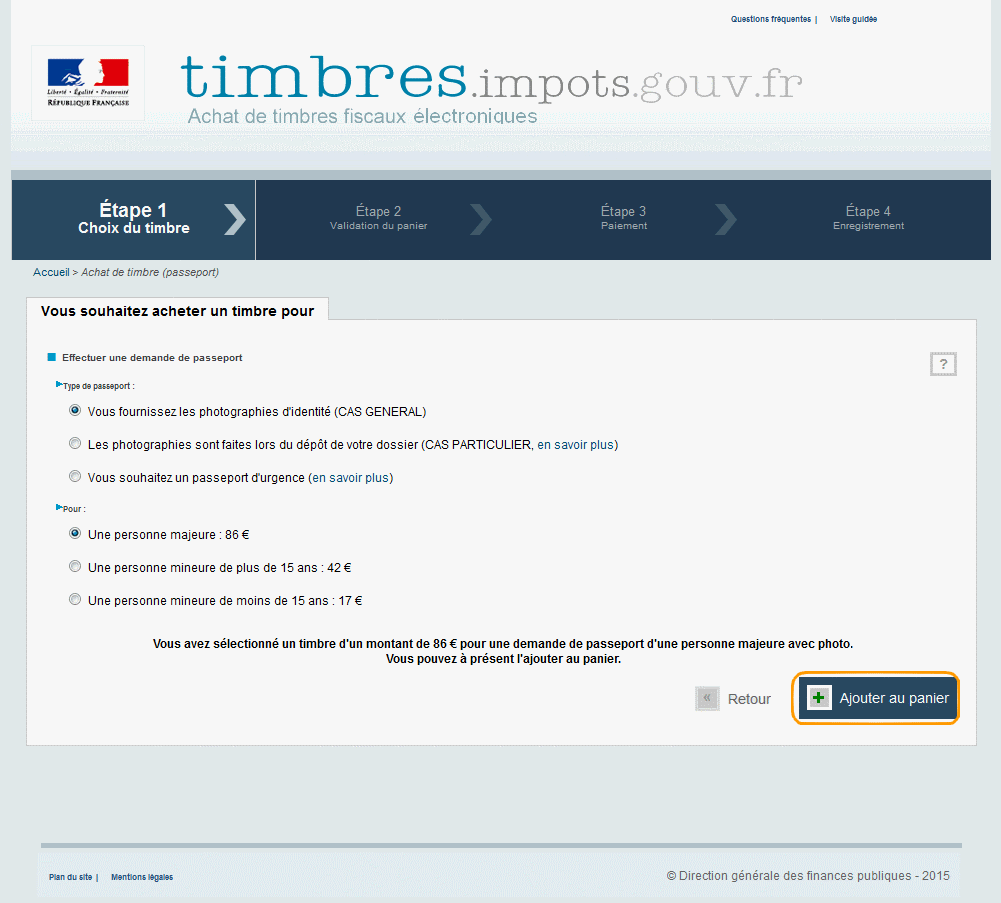 Questions fréquentes | Visite guidée
Liberté • Égalité • Fraternité
RÉPUBLIQUE FRANÇAISE
timbres.impots.gouv.fr
Achat de timbres fiscaux électroniques
Étape 1
Choix du timbre
Étape 2
Validation du panier
Étape 3
Paiement
Étape 4
Enregistrement
Accueil > Achat de timbre (passeport)
Vous souhaitez acheter un timbre pour
Effectuer une demande de passeport
?
Type de passeport :
Vous fournissez les photographies d'identité (CAS GENERAL)
Les photographies sont faites lors du dépôt de votre dossier (CAS PARTICULIER, en savoir plus)
Vous souhaitez un passeport d'urgence (en savoir plus)
Pour :
Une personne majeure : 86 €
Une personne mineure de plus de 15 ans : 42 €
Une personne mineure de moins de 15 ans : 17 €
Vous avez sélectionné un timbre d'un montant de 86 € pour une demande de passeport d'une personne majeure avec photo.
Vous pouvez à présent l'ajouter au panier.
« Retour
+ Ajouter au panier
Plan du site | Mentions légales
© Direction générale des finances publiques - 2015